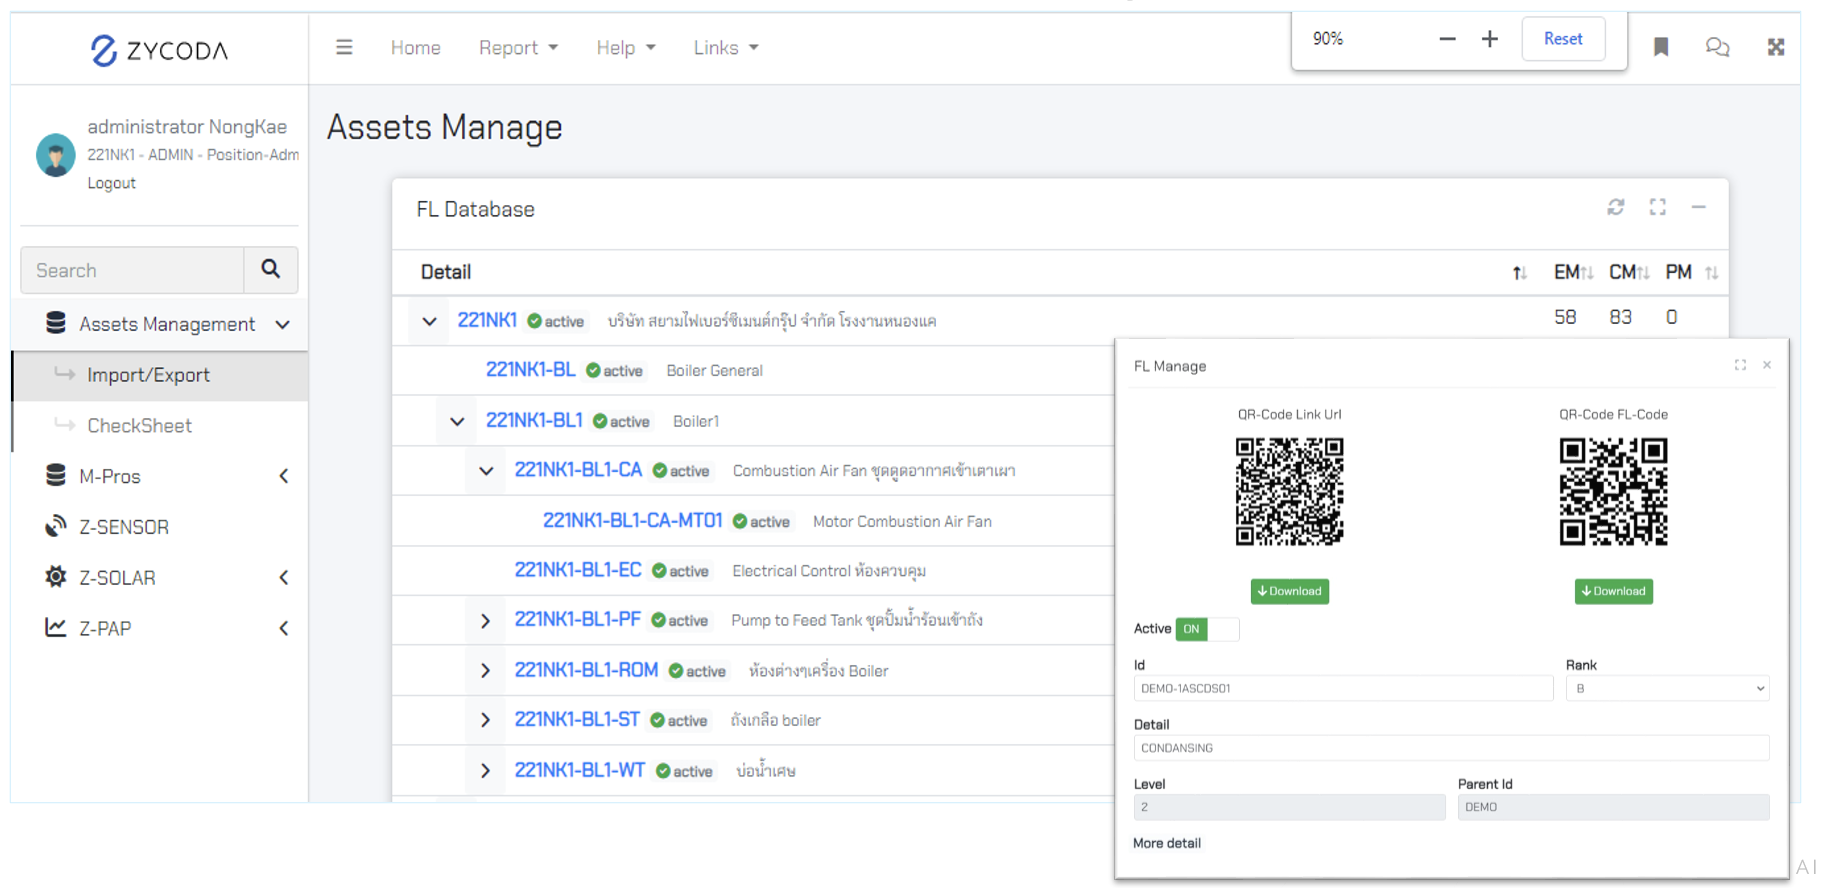 ZYCODA
Home
Report
Help
Links
90%
Reset
administrator NongKae
221NK1 - ADMIN - Position-Adm
Logout
Search
Assets Management
Import/Export
CheckSheet
M-Pros
Z-SENSOR
Z-SOLAR
Z-PAP
Assets Manage
FL Database
Detail EM CM PM
221NK1 active บริษัท สยามไฟเบอร์ซีเมนต์กรุ๊ป จำกัด โรงงานหนองแค 58 83 0
221NK1-BL active Boiler General
221NK1-BL1 active Boiler1
221NK1-BL1-CA active Combustion Air Fan ชุดดูดอากาศเข้าเตาเผา
221NK1-BL1-CA-MT01 active Motor Combustion Air Fan
221NK1-BL1-EC active Electrical Control ห้องควบคุม
221NK1-BL1-PF active Pump to Feed Tank ชุดปั๊มน้ำร้อนเข้าถัง
221NK1-BL1-ROM active ห้องต่างๆเครื่อง Boiler
221NK1-BL1-ST active ถังเกลือ boiler
221NK1-BL1-WT active บ่อน้ำเศษ
FL Manage
QR-Code Link Url QR-Code FL-Code
Download Download
Active ON
Id Rank
DEMO-1ASCDS01 B
Detail
CONDANSING
Level Parent Id
2 DEMO
More detail
AI